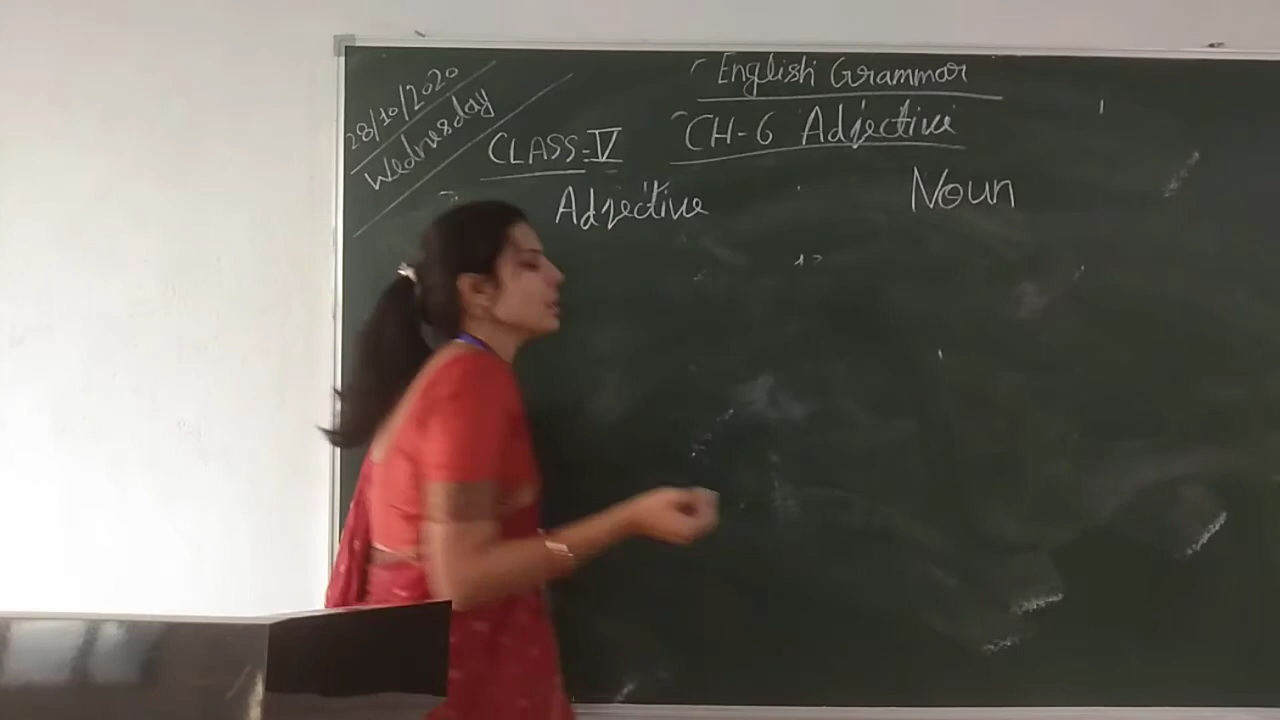 28/10/2020
Wednesday
English Grammar
CLASS-V
CH-6 Adjective
Adjective
Noun